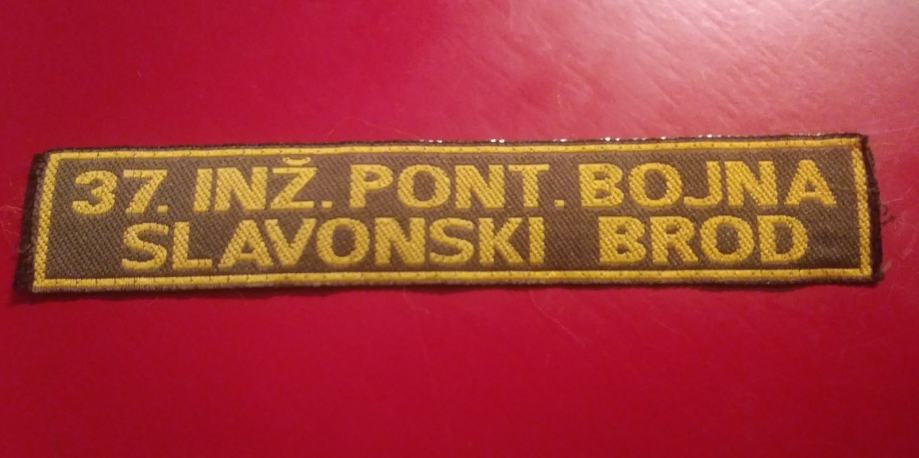 37. INŽ. PONT. BOJNA
SLAVONSKI BROD